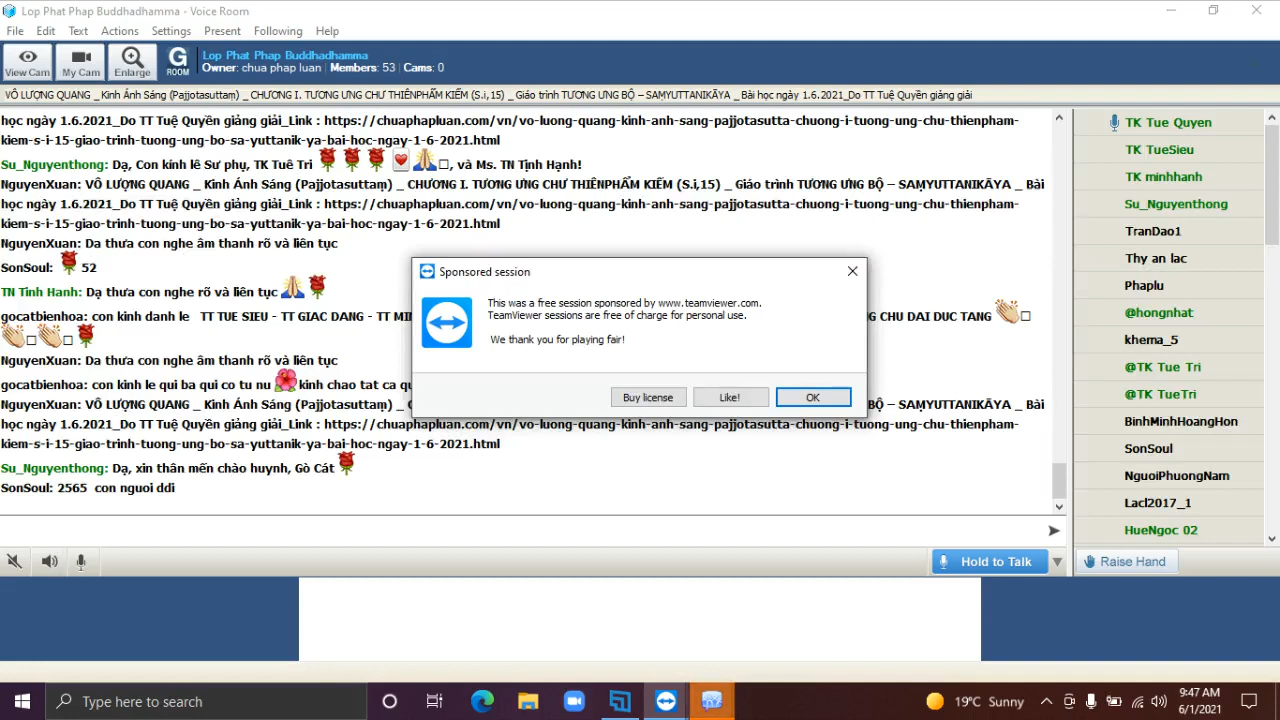 Lop Phat Phap Buddhadhamma - Voice Room
File Edit Text Actions Settings Present Following Help
View Cam My Cam Enlarge G ROOM
Lop Phat Phap Buddhadhamma
Owner: chua phap luan Members: 53 Cams: 0
VÔ LƯỢNG QUANG _ Kinh Ánh Sáng (Pajjotasuttaṃ) _ CHƯƠNG I. TƯƠNG ƯNG CHƯ THIÊNPHẨM KIẾM (S.i,15) _ Giáo trình TƯƠNG ƯNG BỘ – SAṂYUTTANIKĀYA _ Bài học ngày 1.6.2021_Do TT Tuệ Quyền giảng giải
học ngày 1.6.2021_Do TT Tuệ Quyền giảng giải_Link : https://chuaphapluan.com/vn/vo-luong-quang-kinh-anh-sang-pajjotasutta-chuong-i-tuong-ung-chu-thienpham-
kiem-s-i-15-giao-trinh-tuong-ung-bo-sa-yuttanik-ya-bai-hoc-ngay-1-6-2021.html
Su_Nguyenthong: Dạ, Con kính lễ Sư phụ, TK Tuê Tri , và Ms. TN Tịnh Hạnh!
NguyenXuan: VÔ LƯỢNG QUANG _ Kinh Ánh Sáng (Pajjotasuttaṃ) _ CHƯƠNG I. TƯƠNG ƯNG CHƯ THIÊNPHẨM KIẾM (S.i,15) _ Giáo trình TƯƠNG ƯNG BỘ – SAṂYUTTANIKĀYA _ Bài
học ngày 1.6.2021_Do TT Tuệ Quyền giảng giải_Link : https://chuaphapluan.com/vn/vo-luong-quang-kinh-anh-sang-pajjotasutta-chuong-i-tuong-ung-chu-thienpham-
kiem-s-i-15-giao-trinh-tuong-ung-bo-sa-yuttanik-ya-bai-hoc-ngay-1-6-2021.html
NguyenXuan: Dạ thưa con nghe âm thanh rõ và liên tục
SonSoul: 52
TN Tinh Hanh: Dạ thưa con nghe rõ và liên tục
gocatbienhoa: con kinh danh le TT TUE SIEU - TT GIAC DANG - TT CHU DAI DUC TANG
NguyenXuan: Dạ thưa con nghe âm thanh rõ và liên tục
gocatbienhoa: con kinh le qui ba qui co tu nu kinh chao tat ca
NguyenXuan: VÔ LƯỢNG QUANG _ Kinh Ánh Sáng (Pajjotasuttaṃ) _ BỘ – SAṂYUTTANIKĀYA _ Bài
học ngày 1.6.2021_Do TT Tuệ Quyền giảng giải_Link : https://chuaphapluan.com/vn/vo-luong-quang-kinh-anh-sang-pajjotasutta-chuong-i-tuong-ung-chu-thienpham-
kiem-s-i-15-giao-trinh-tuong-ung-bo-sa-yuttanik-ya-bai-hoc-ngay-1-6-2021.html
Su_Nguyenthong: Dạ, xin thân mến chào huynh, Gò Cát
SonSoul: 2565 con nguoi ddi
Sponsored session
This was a free session sponsored by www.teamviewer.com.
TeamViewer sessions are free of charge for personal use.
We thank you for playing fair!
Buy license Like! OK
TK Tue Quyen
TK TueSieu
TK minhhanh
Su_Nguyenthong
TranDao1
Thy an lac
Phaplu
@hongnhat
khema_5
@TK Tue Tri
@TK TueTri
BinhMinhHoangHon
SonSoul
NguoiPhuongNam
Lacl2017_1
HueNgoc 02
Hold to Talk Raise Hand
Type here to search
19°C Sunny
9:47 AM
6/1/2021